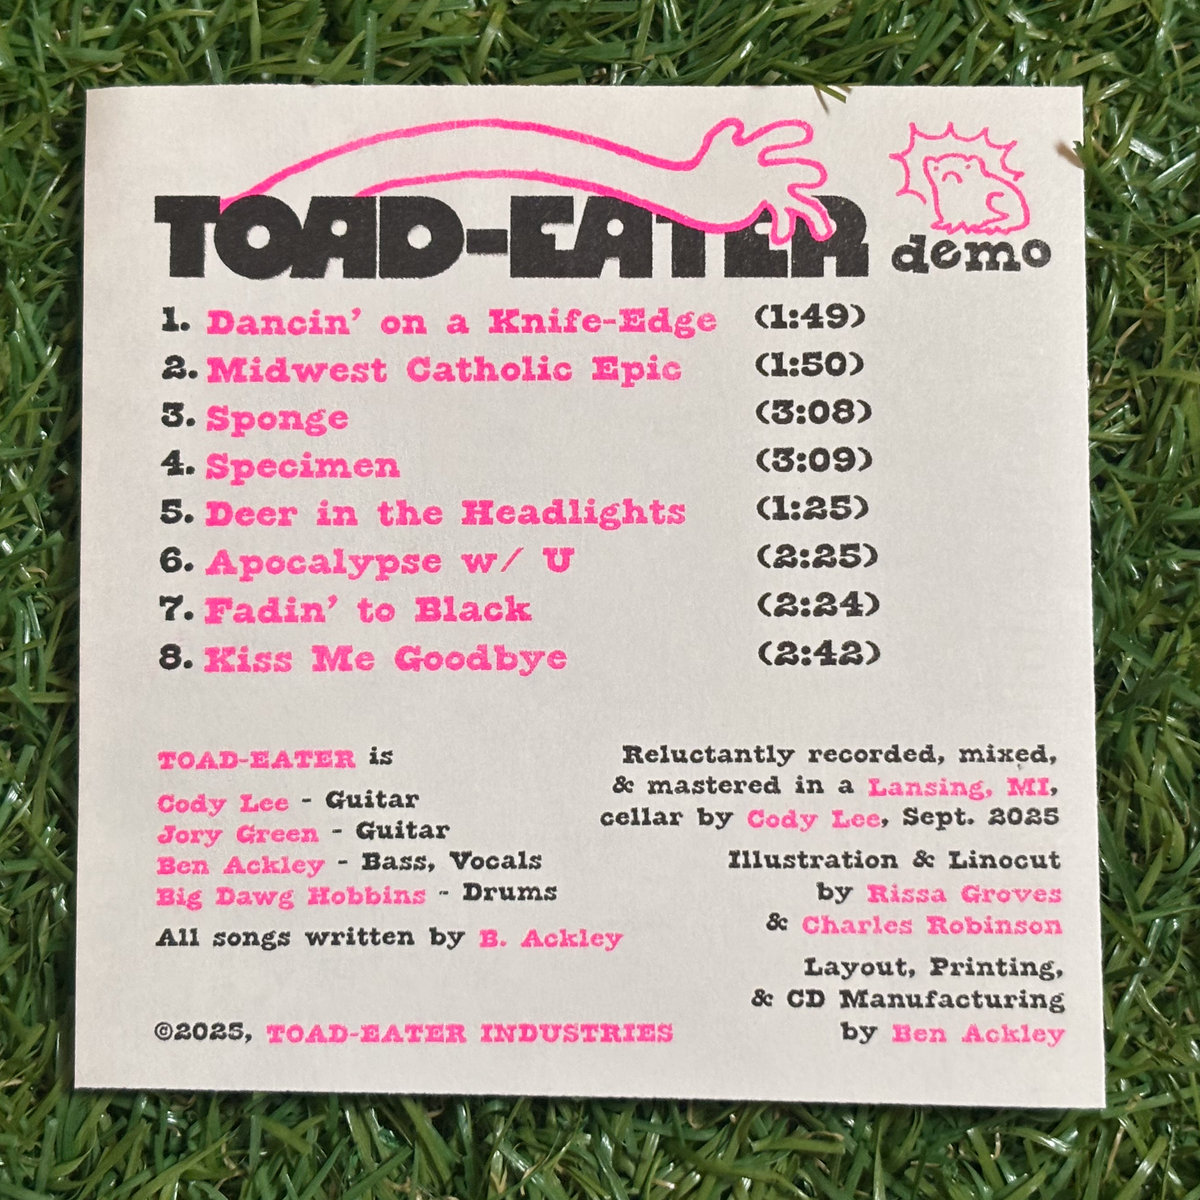 TOAD-EATER demo
1. Dancin' on a Knife-Edge (1:49)
2. Midwest Catholic Epic (1:50)
3. Sponge (3:08)
4. Specimen (3:09)
5. Deer in the Headlights (1:25)
6. Apocalypse w/ U (2:25)
7. Fadin' to Black (2:24)
8. Kiss Me Goodbye (2:42)
TOAD-EATER is
Cody Lee - Guitar
Jory Green - Guitar
Ben Ackley - Bass, Vocals
Big Dawg Hobbins - Drums
All songs written by B. Ackley
©2025, TOAD-EATER INDUSTRIES
Reluctantly recorded, mixed,
& mastered in a Lansing, MI,
cellar by Cody Lee, Sept. 2025
Illustration & Linocut
by Rissa Groves
& Charles Robinson
Layout, Printing,
& CD Manufacturing
by Ben Ackley